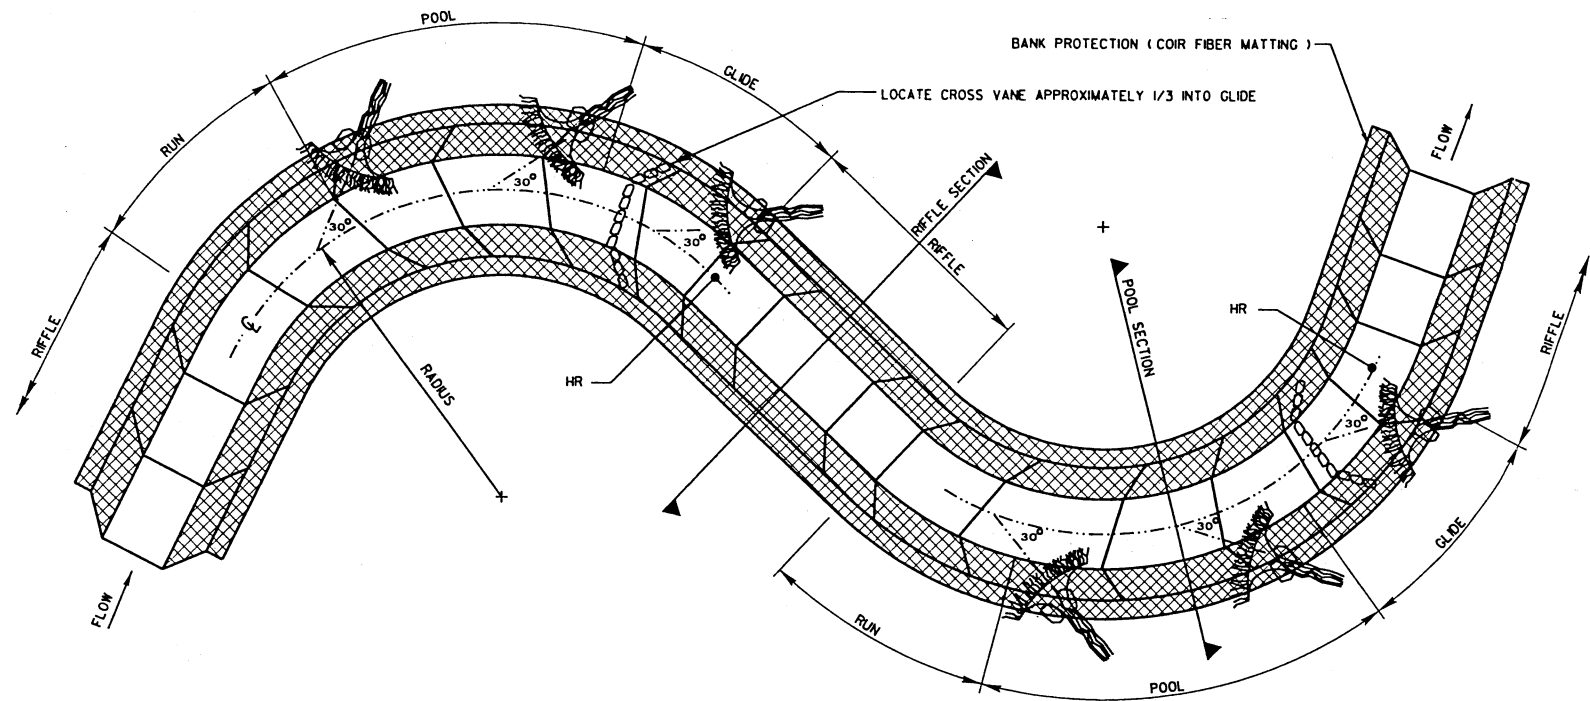 POOL
BANK PROTECTION ( COIR FIBER MATTING )
GLIDE
LOCATE CROSS VANE APPROXIMATELY 1/3 INTO GLIDE
RUN
FLOW
30°
RIFFLE SECTION
30°
30°
RIFFLE
POOL SECTION
HR
RIFFLE
RIFFLE
RADIUS
HR
30°
30°
30°
GLIDE
FLOW
RUN
POOL